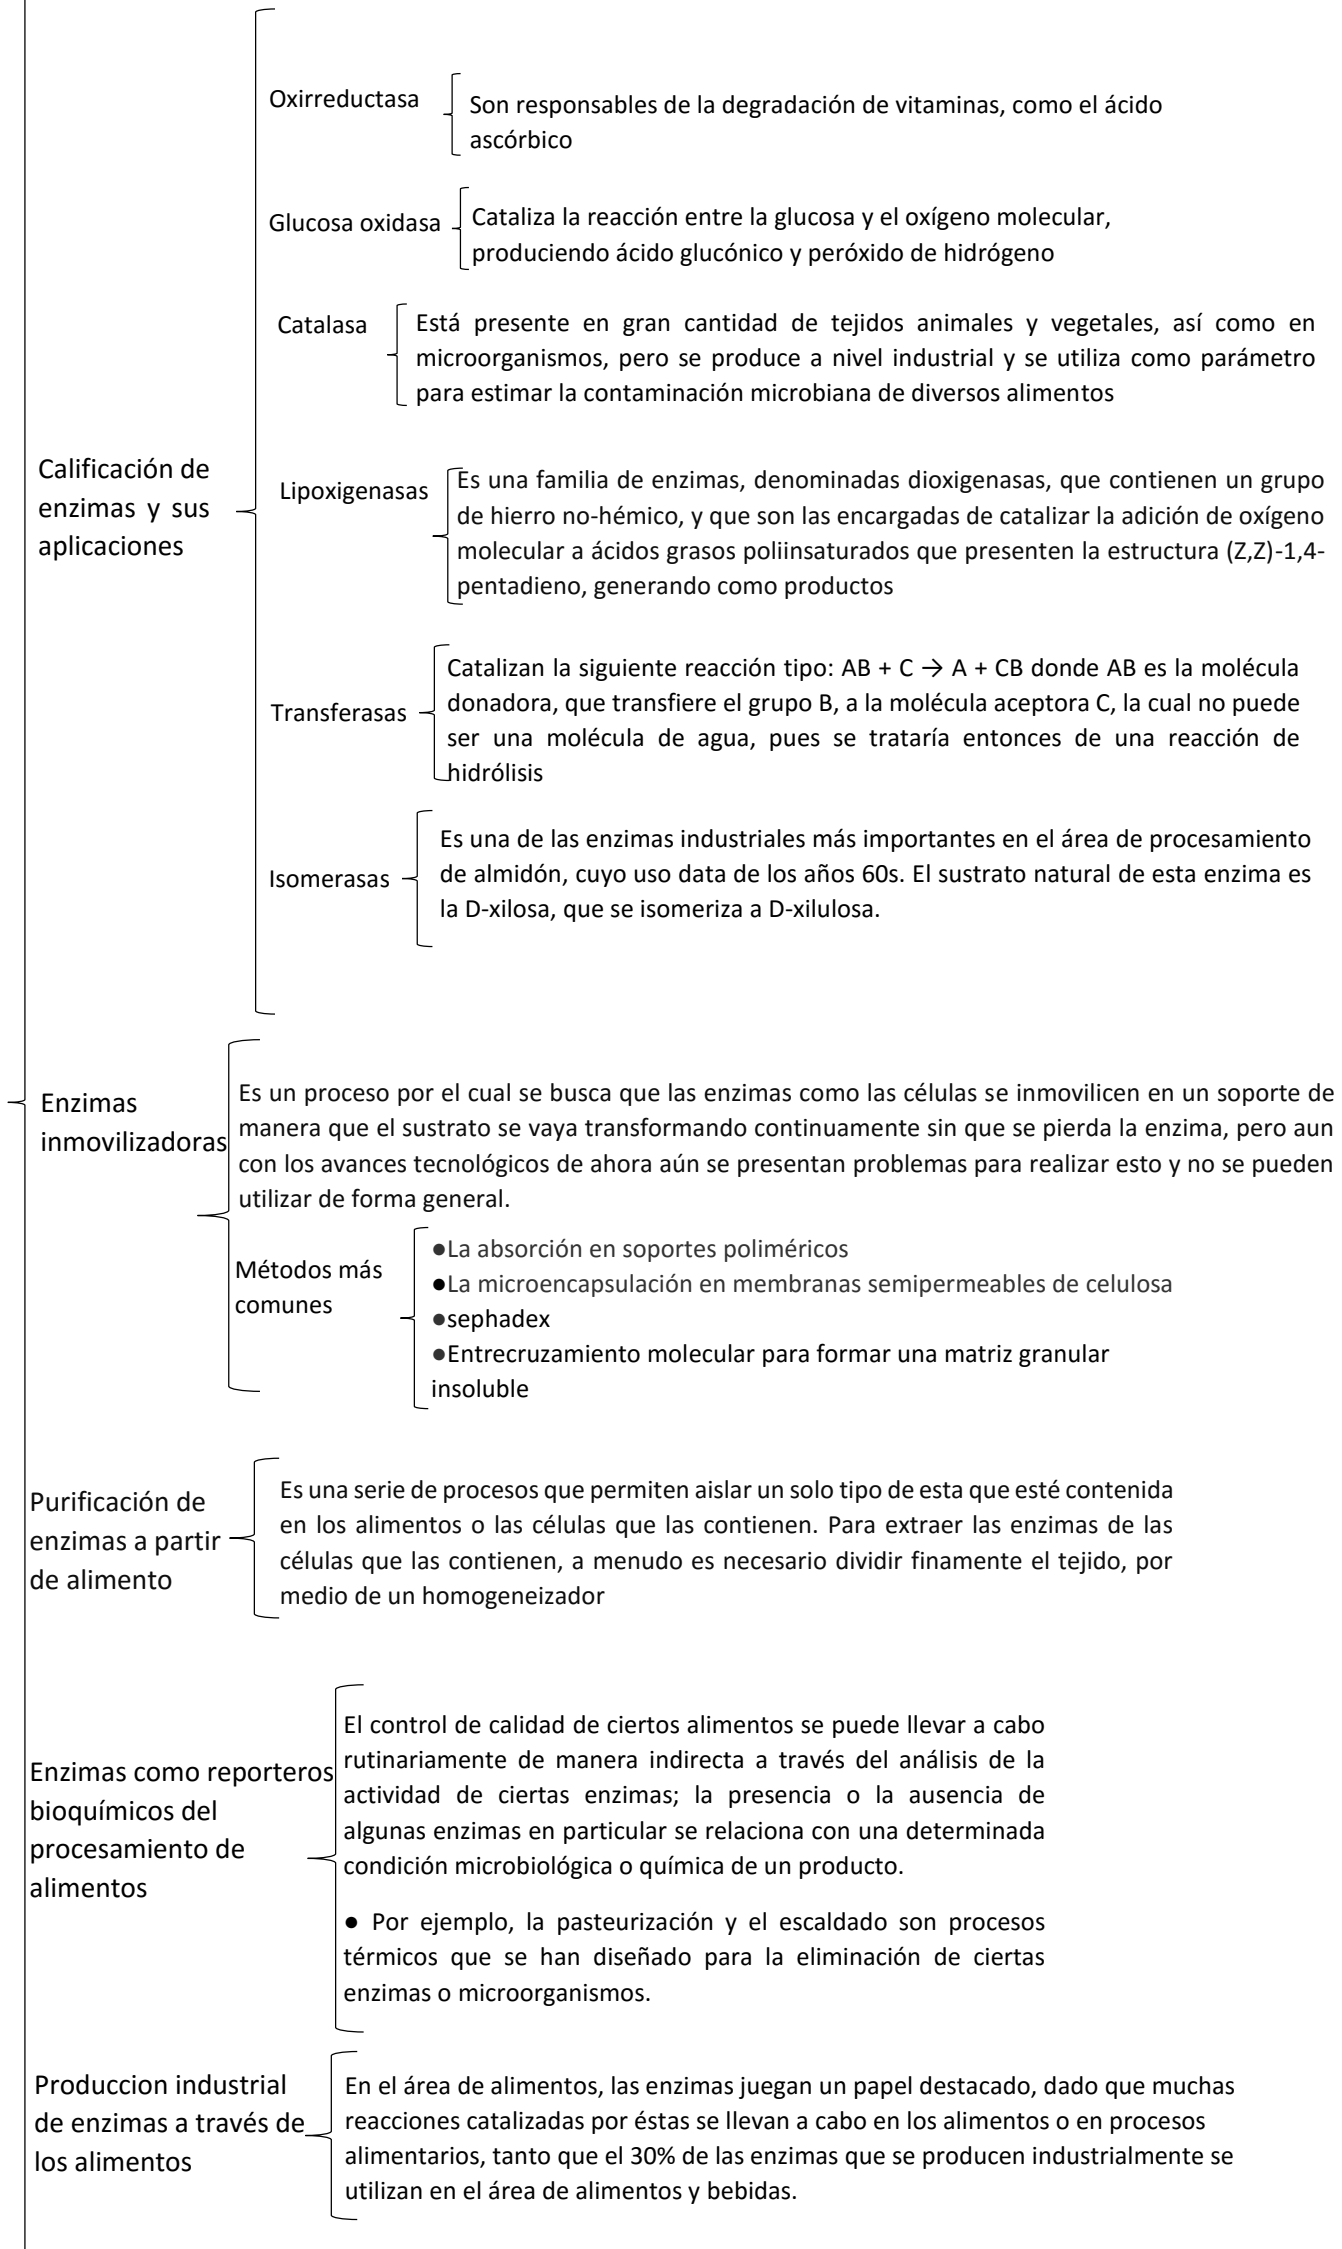 Oxirreductasa
Son responsables de la degradación de vitaminas, como el ácido
ascórbico
Glucosa oxidasa
Cataliza la reacción entre la glucosa y el oxígeno molecular,
produciendo ácido glucónico y peróxido de hidrógeno
Catalasa
Está presente en gran cantidad de tejidos animales y vegetales, así como en
microorganismos, pero se produce a nivel industrial y se utiliza como parámetro
para estimar la contaminación microbiana de diversos alimentos
Calificación de
enzimas y sus
aplicaciones
Lipoxigenasas
Es una familia de enzimas, denominadas dioxigenasas, que contienen un grupo
de hierro no-hémico, y que son las encargadas de catalizar la adición de oxígeno
molecular a ácidos grasos poliinsaturados que presenten la estructura (Z,Z)-1,4-
pentadieno, generando como productos
Transferasas
Catalizan la siguiente reacción tipo: AB + C → A + CB donde AB es la molécula
donadora, que transfiere el grupo B, a la molécula aceptora C, la cual no puede
ser una molécula de agua, pues se trataría entonces de una reacción de
hidrólisis
Isomerasas
Es una de las enzimas industriales más importantes en el área de procesamiento
de almidón, cuyo uso data de los años 60s. El sustrato natural de esta enzima es
la D-xilosa, que se isomeriza a D-xilulosa.
Enzimas
inmovilizadoras
Es un proceso por el cual se busca que las enzimas como las células se inmovilicen en un soporte de
manera que el sustrato se vaya transformando continuamente sin que se pierda la enzima, pero aun
con los avances tecnológicos de ahora aún se presentan problemas para realizar esto y no se pueden
utilizar de forma general.
Métodos más
comunes
●La absorción en soportes poliméricos
●La microencapsulación en membranas semipermeables de celulosa
●sephadex
●Entrecruzamiento molecular para formar una matriz granular
insoluble
Purificación de
enzimas a partir
de alimento
Es una serie de procesos que permiten aislar un solo tipo de esta que esté contenida
en los alimentos o las células que las contienen. Para extraer las enzimas de las
células que las contienen, a menudo es necesario dividir finamente el tejido, por
medio de un homogeneizador
Enzimas como reporteros
bioquímicos del
procesamiento de
alimentos
El control de calidad de ciertos alimentos se puede llevar a cabo
rutinariamente de manera indirecta a través del análisis de la
actividad de ciertas enzimas; la presencia o la ausencia de
algunas enzimas en particular se relaciona con una determinada
condición microbiológica o química de un producto.
● Por ejemplo, la pasteurización y el escaldado son procesos
térmicos que se han diseñado para la eliminación de ciertas
enzimas o microorganismos.
Produccion industrial
de enzimas a través de
los alimentos
En el área de alimentos, las enzimas juegan un papel destacado, dado que muchas
reacciones catalizadas por éstas se llevan a cabo en los alimentos o en procesos
alimentarios, tanto que el 30% de las enzimas que se producen industrialmente se
utilizan en el área de alimentos y bebidas.